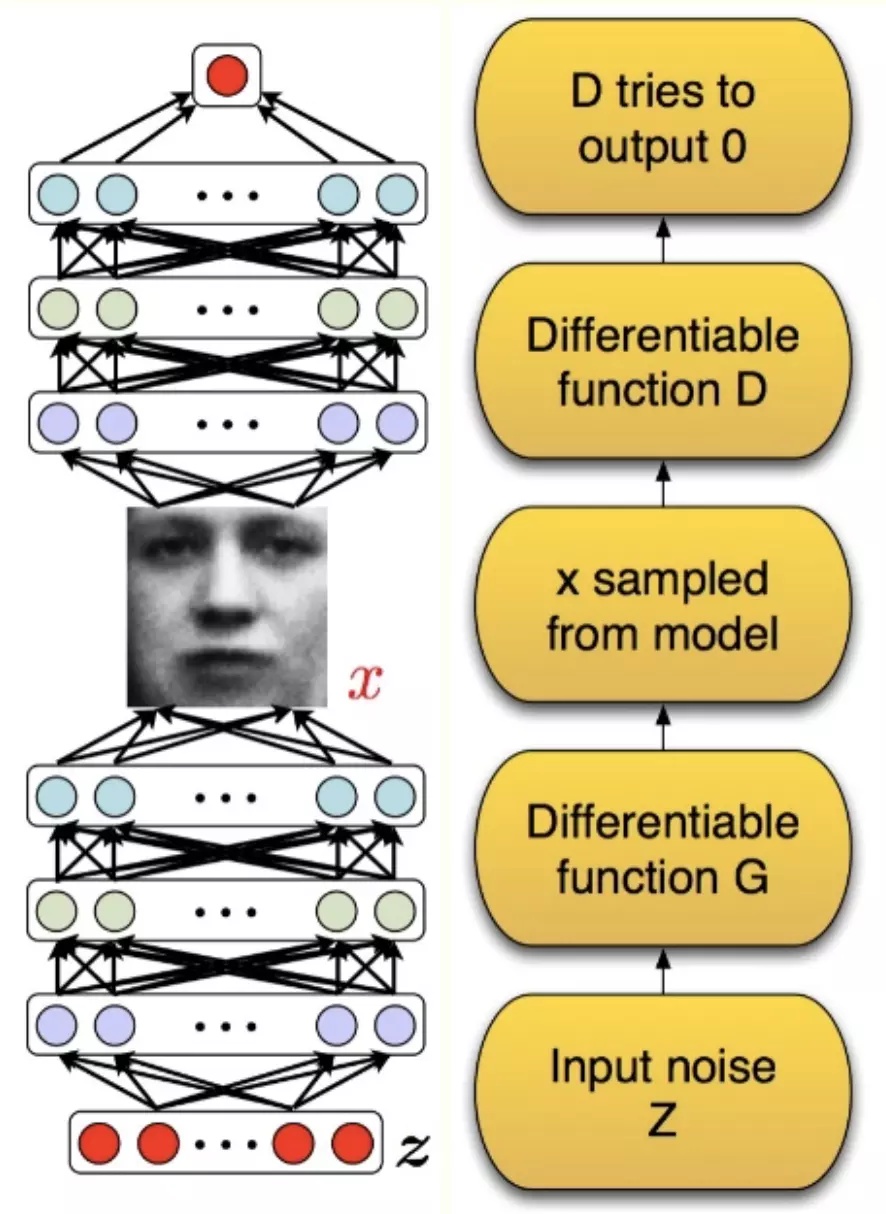 D tries to
output 0
Differentiable
function D
x sampled
from model
x
Differentiable
function G
Input noise
Z
z